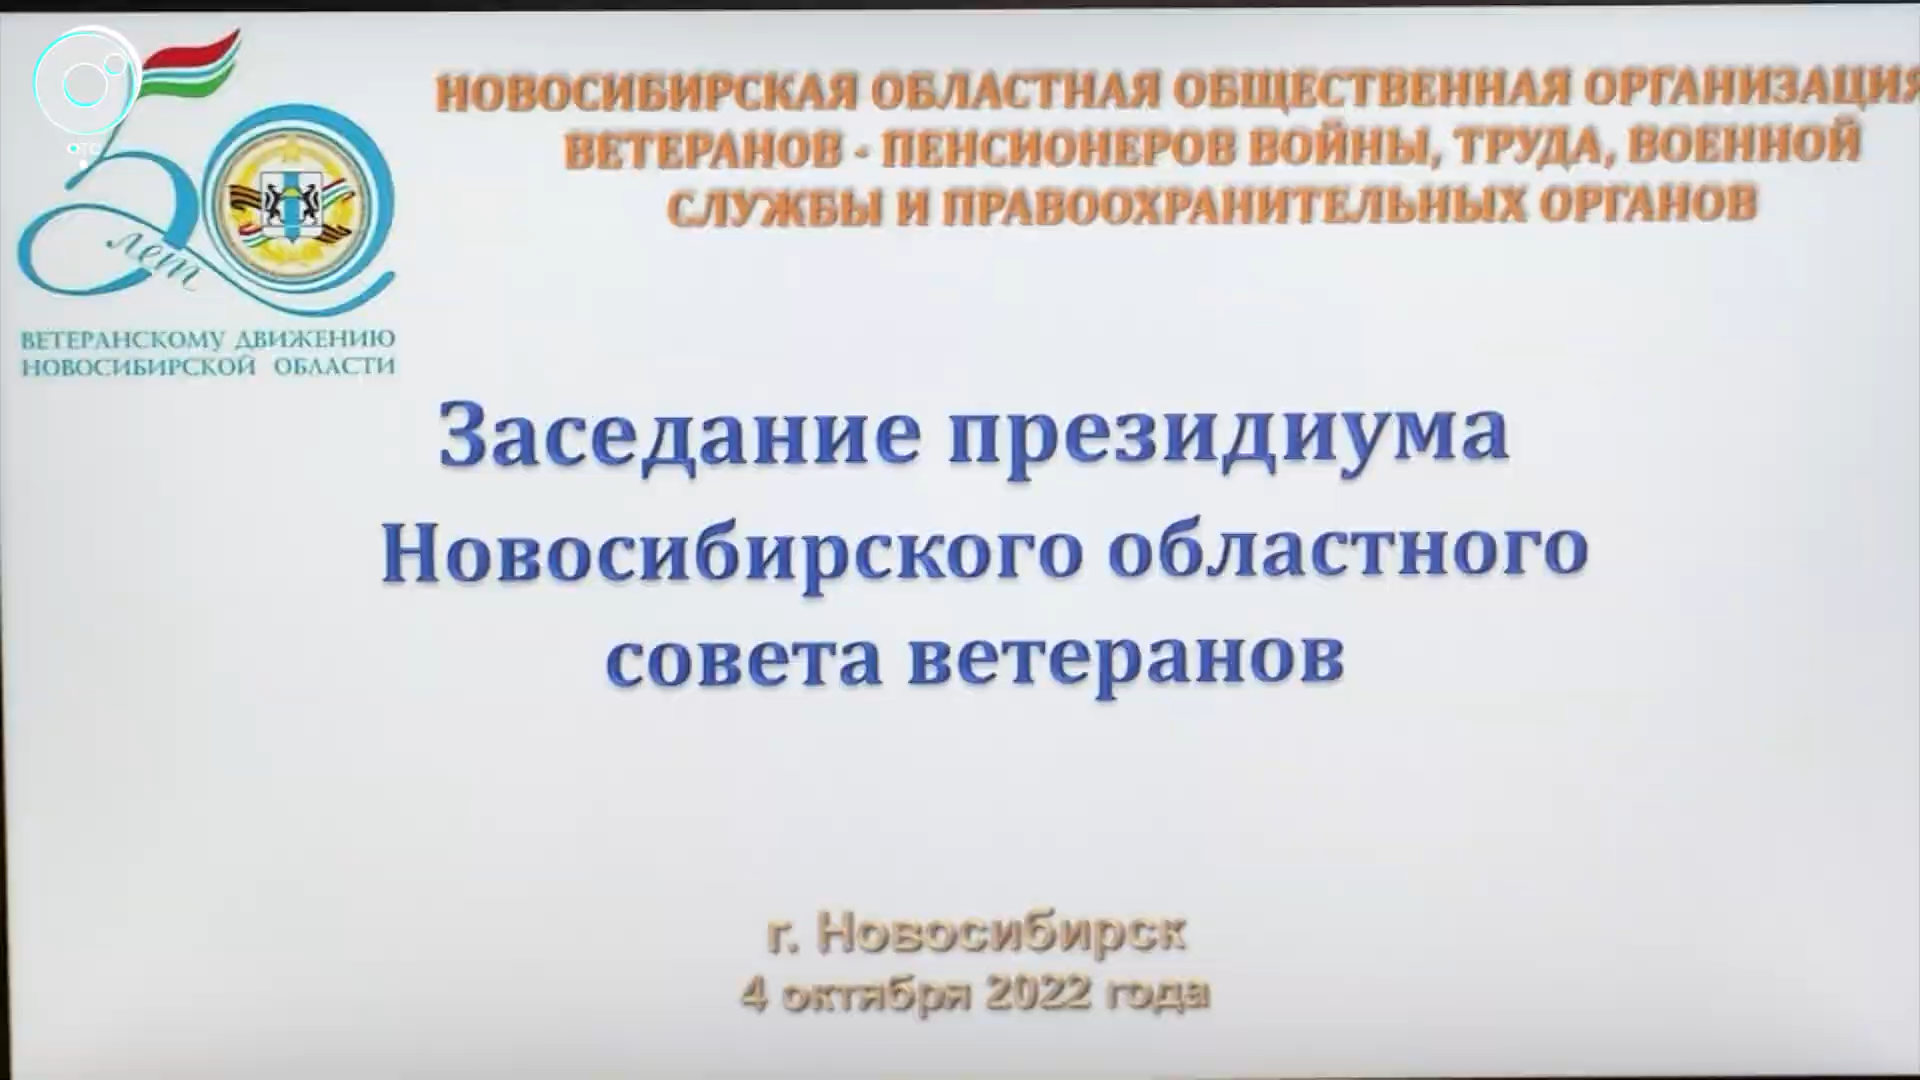 НОВОСИБИРСКАЯ ОБЛАСТНАЯ ОБЩЕСТВЕННАЯ ОРГАНИЗАЦИЯ
ВЕТЕРАНОВ - ПЕНСИОНЕРОВ ВОЙНЫ, ТРУДА, ВОЕННОЙ
СЛУЖБЫ И ПРАВООХРАНИТЕЛЬНЫХ ОРГАНОВ
ОТС
50
лет
ВЕТЕРАНСКОМУ ДВИЖЕНИЮ
НОВОСИБИРСКОЙ ОБЛАСТИ
Заседание президиума
Новосибирского областного
совета ветеранов
г. Новосибирск
4 октября 2022 года